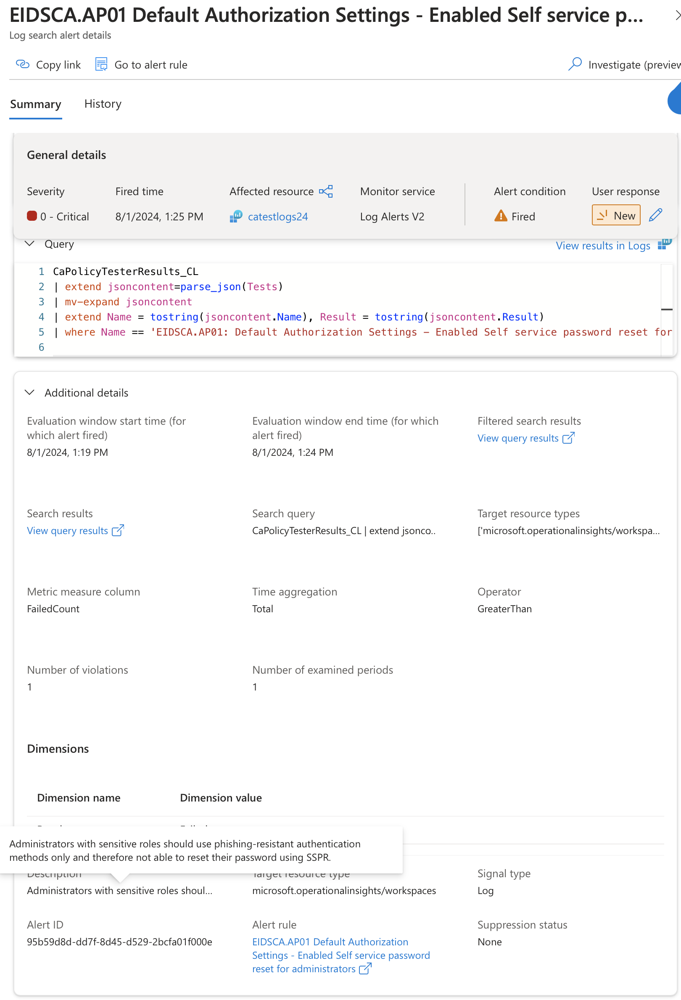 EIDSCA.AP01 Default Authorization Settings - Enabled Self service p...
Log search alert details
Copy link
Go to alert rule
Investigate (preview
Summary
History
General details
Severity
Fired time
Affected resource
Monitor service
Alert condition
User response
0 - Critical
8/1/2024, 1:25 PM
catestlogs24
Log Alerts V2
Fired
New
Query
View results in Logs
1 CaPolicyTesterResults_CL
2 | extend jsoncontent=parse_json(Tests)
3 | mv-expand jsoncontent
4 | extend Name = tostring(jsoncontent.Name), Result = tostring(jsoncontent.Result)
5 | where Name == 'EIDSCA.AP01: Default Authorization Settings - Enabled Self service password reset for
6
Additional details
Evaluation window start time (for
which alert fired)
8/1/2024, 1:19 PM
Evaluation window end time (for which
alert fired)
8/1/2024, 1:24 PM
Filtered search results
View query results
Search results
View query results
Search query
CaPolicyTesterResults_CL | extend jsonco..
Target resource types
['microsoft.operationalinsights/workspa...
Metric measure column
FailedCount
Time aggregation
Total
Operator
GreaterThan
Number of violations
1
Number of examined periods
1
Dimensions
Dimension name
Dimension value
Administrators with sensitive roles should use phishing-resistant authentication
methods only and therefore not able to reset their password using SSPR.
Description
Administrators with sensitive roles shoul...
Target resource type
microsoft.operationalinsights/workspaces
Signal type
Log
Alert ID
95b59d8d-dd7f-8d45-d529-2bcfa01f000e
Alert rule
EIDSCA.AP01 Default Authorization
Settings - Enabled Self service password
reset for administrators
Suppression status
None